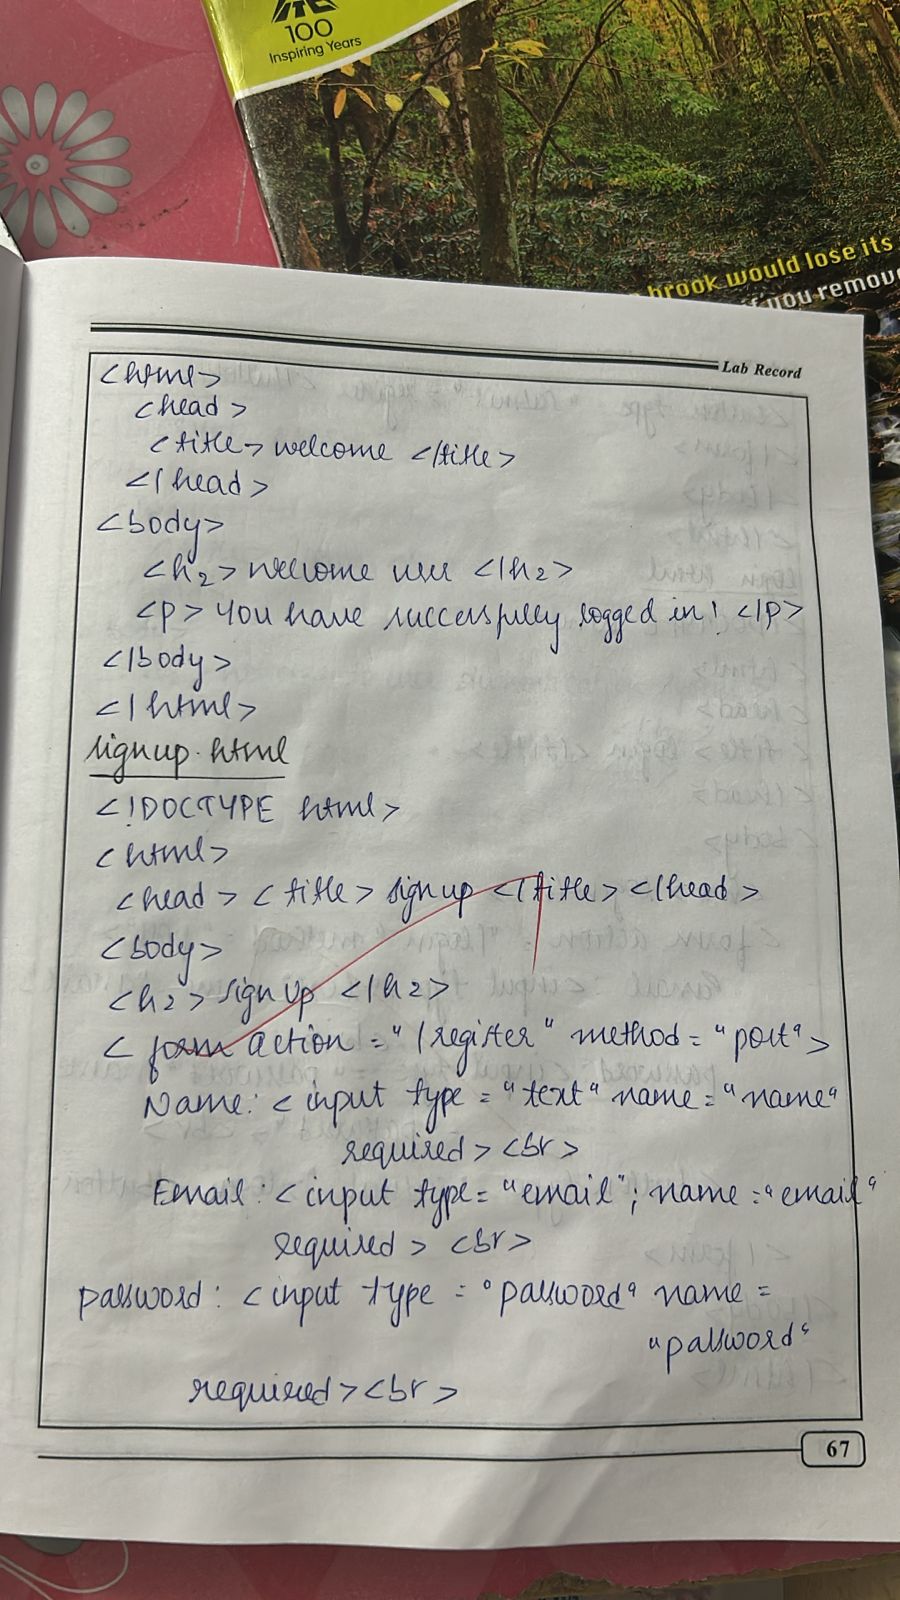 ITC
100
Inspiring Years
brook would lose its
if you remov
Lab Record
<html>
<head>
<title> welcome </title>
</head>
<body>
<h2> welcome user </h2>
<p> You have successfully logged in! </p>
</body>
</html>
signup.html
<!DOCTYPE html>
<html>
<head> <title> sign up </title> </head>
<body>
<h2> sign up </h2>
< form action = "/register" method = "post">
Name: < input type = "text" name = "name"
required > <br>
Email : < input type = "email"; name = "email"
required > <br>
password : < input type = "password" name =
"password"
required > <br>
67